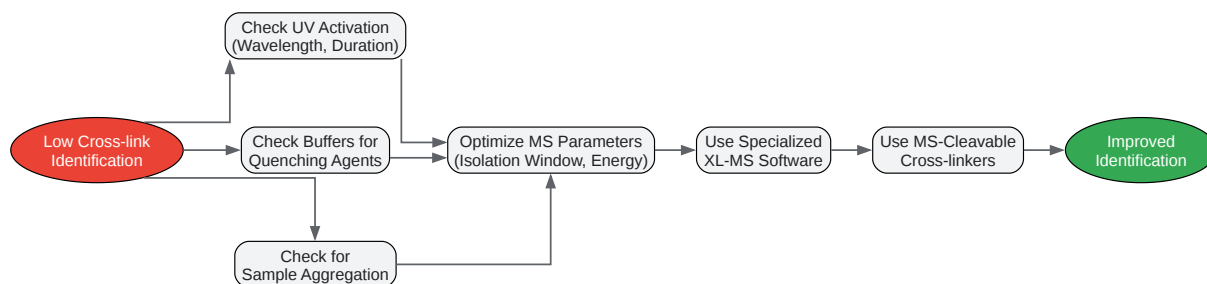 Check UV Activation
(Wavelength, Duration)
Low Cross-link
Identification
Check Buffers for
Quenching Agents
Optimize MS Parameters
(Isolation Window, Energy)
Use Specialized
XL-MS Software
Use MS-Cleavable
Cross-linkers
Improved
Identification
Check for
Sample Aggregation